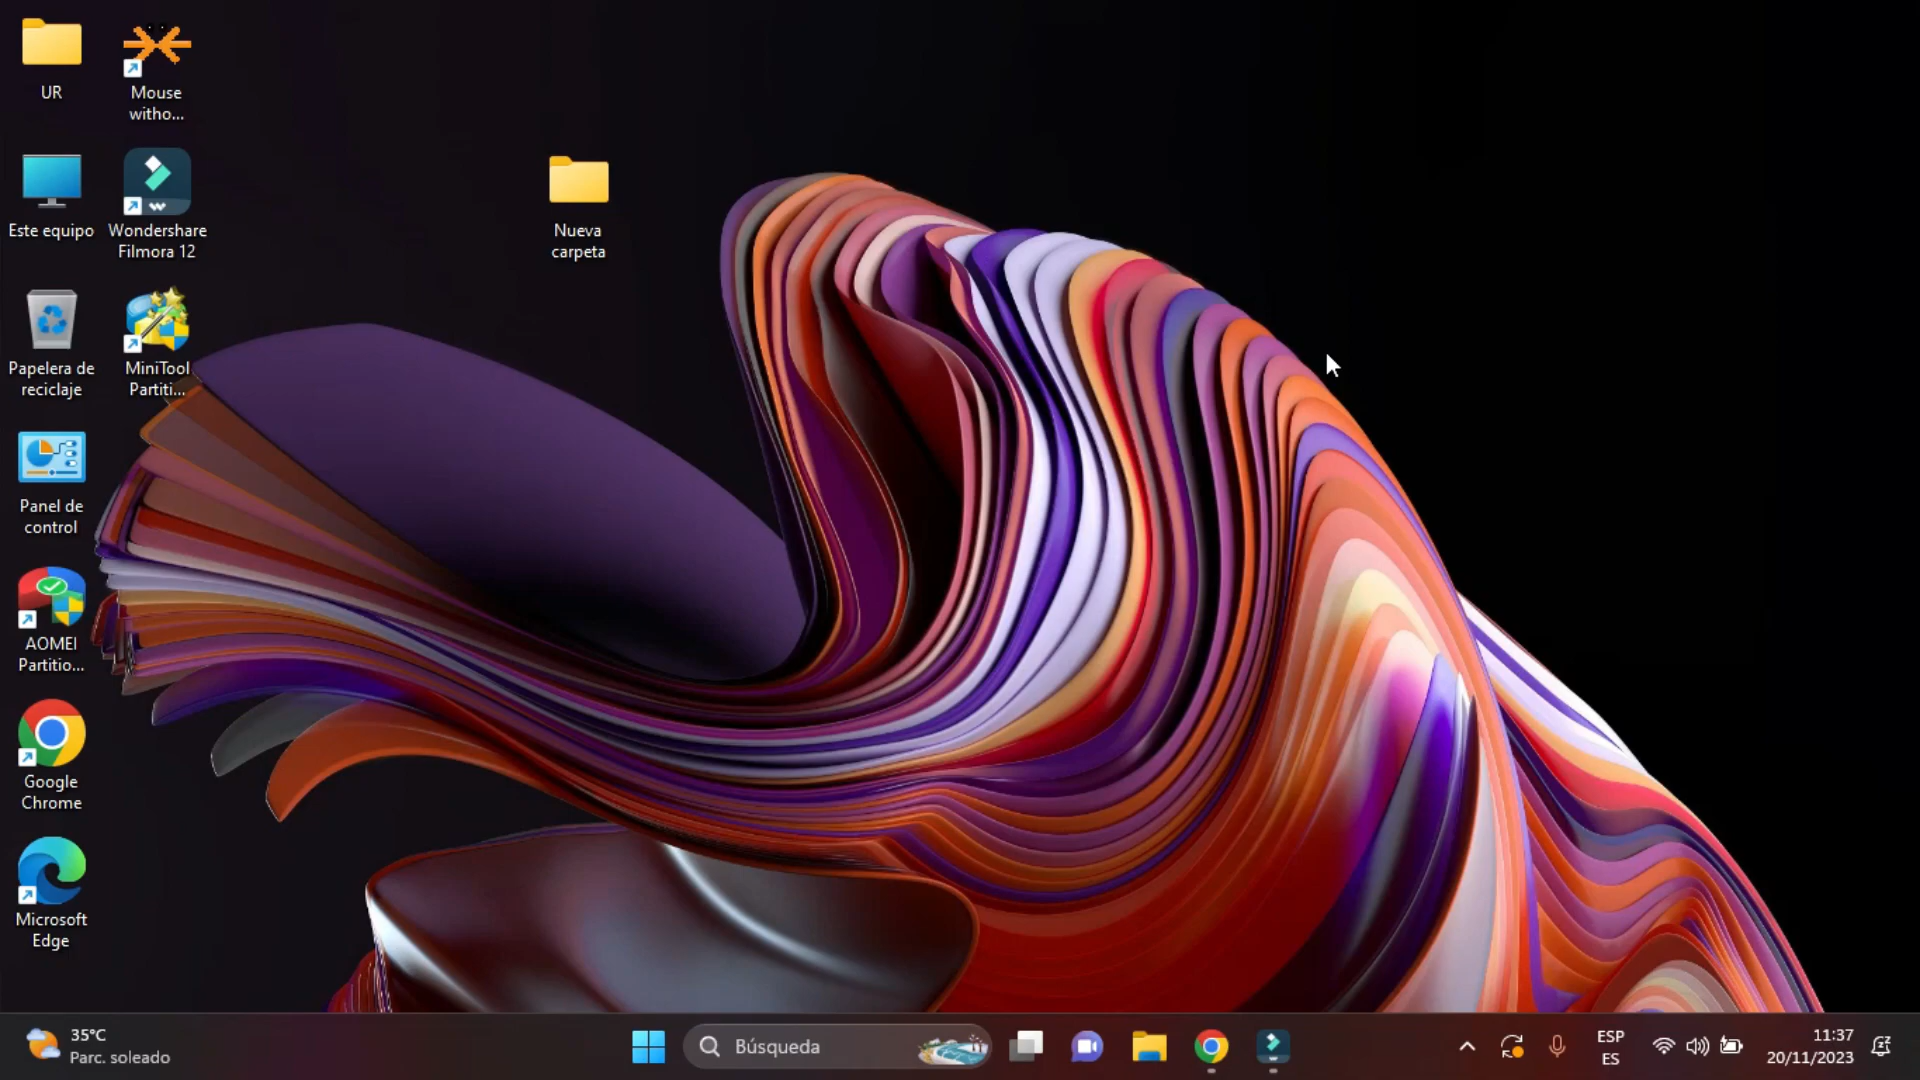 UR
Mouse
witho...
Este equipo
Wondershare
Filmora 12
Nueva
carpeta
Papelera de
reciclaje
MiniTool
Partiti...
Panel de
control
AOMEI
Partitio...
Google
Chrome
Microsoft
Edge
35°C
Parc. soleado
Búsqueda
ESP
ES
11:37
20/11/2023